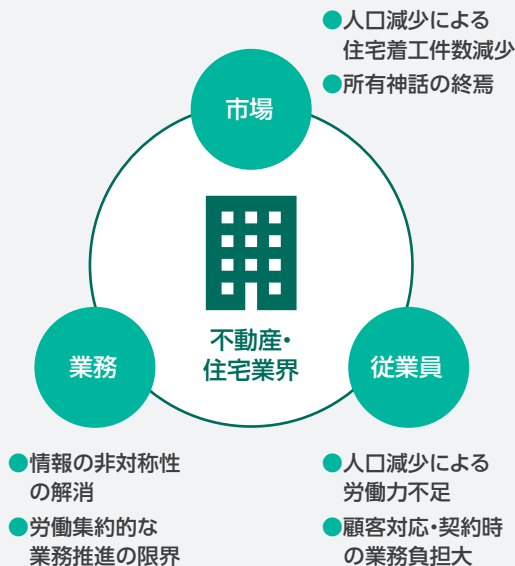 ●人口減少による
住宅着工件数減少
●所有神話の終焉
市場
不動産・
住宅業界
業務
従業員
●情報の非対称性
の解消
●労働集約的な
業務推進の限界
●人口減少による
労働力不足
●顧客対応・契約時
の業務負担大